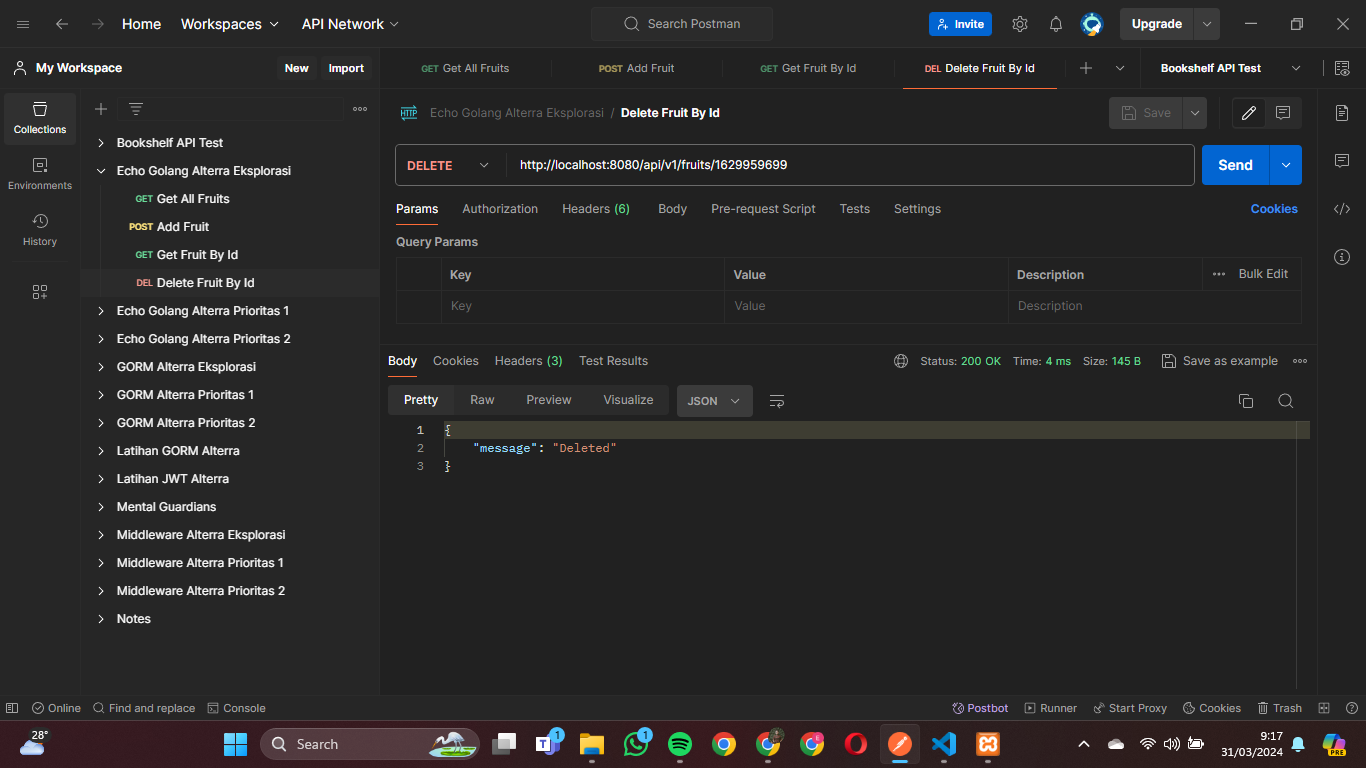 Home Workspaces API Network Search Postman Invite Upgrade
My Workspace New Import GET Get All Fruits POST Add Fruit GET Get Fruit By Id DEL Delete Fruit By Id Bookshelf API Test
Collections
Environments
History
Bookshelf API Test
Echo Golang Alterra Eksplorasi
GET Get All Fruits
POST Add Fruit
GET Get Fruit By Id
DEL Delete Fruit By Id
Echo Golang Alterra Prioritas 1
Echo Golang Alterra Prioritas 2
GORM Alterra Eksplorasi
GORM Alterra Prioritas 1
GORM Alterra Prioritas 2
Latihan GORM Alterra
Latihan JWT Alterra
Mental Guardians
Middleware Alterra Eksplorasi
Middleware Alterra Prioritas 1
Middleware Alterra Prioritas 2
Notes
HTTP Echo Golang Alterra Eksplorasi / Delete Fruit By Id Save
DELETE http://localhost:8080/api/v1/fruits/1629959699 Send
Params Authorization Headers (6) Body Pre-request Script Tests Settings Cookies
Query Params
Key Value Description Bulk Edit
Key Value Description
Body Cookies Headers (3) Test Results Status: 200 OK Time: 4 ms Size: 145 B Save as example
Pretty Raw Preview Visualize JSON
1 {
2 "message": "Deleted"
3 }
Online Find and replace Console Postbot Runner Start Proxy Cookies Trash
28° Search 1 1 9:17
31/03/2024
PRE